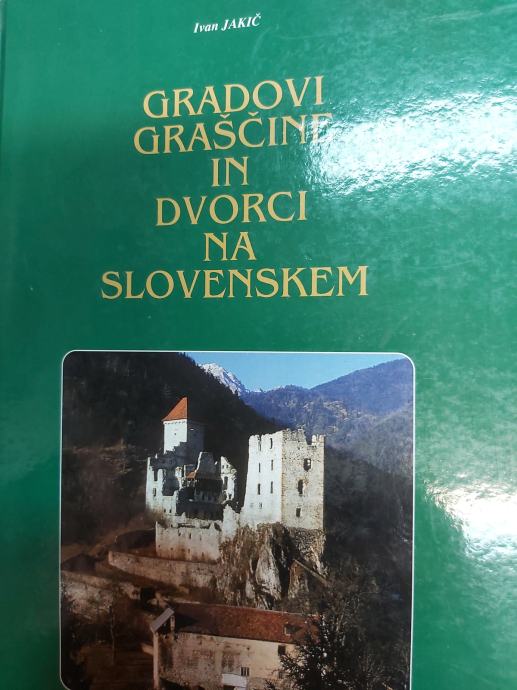 Ivan JAKIČ
GRADOVI
GRAŠČINE
IN
DVORCI
NA
SLOVENSKEM